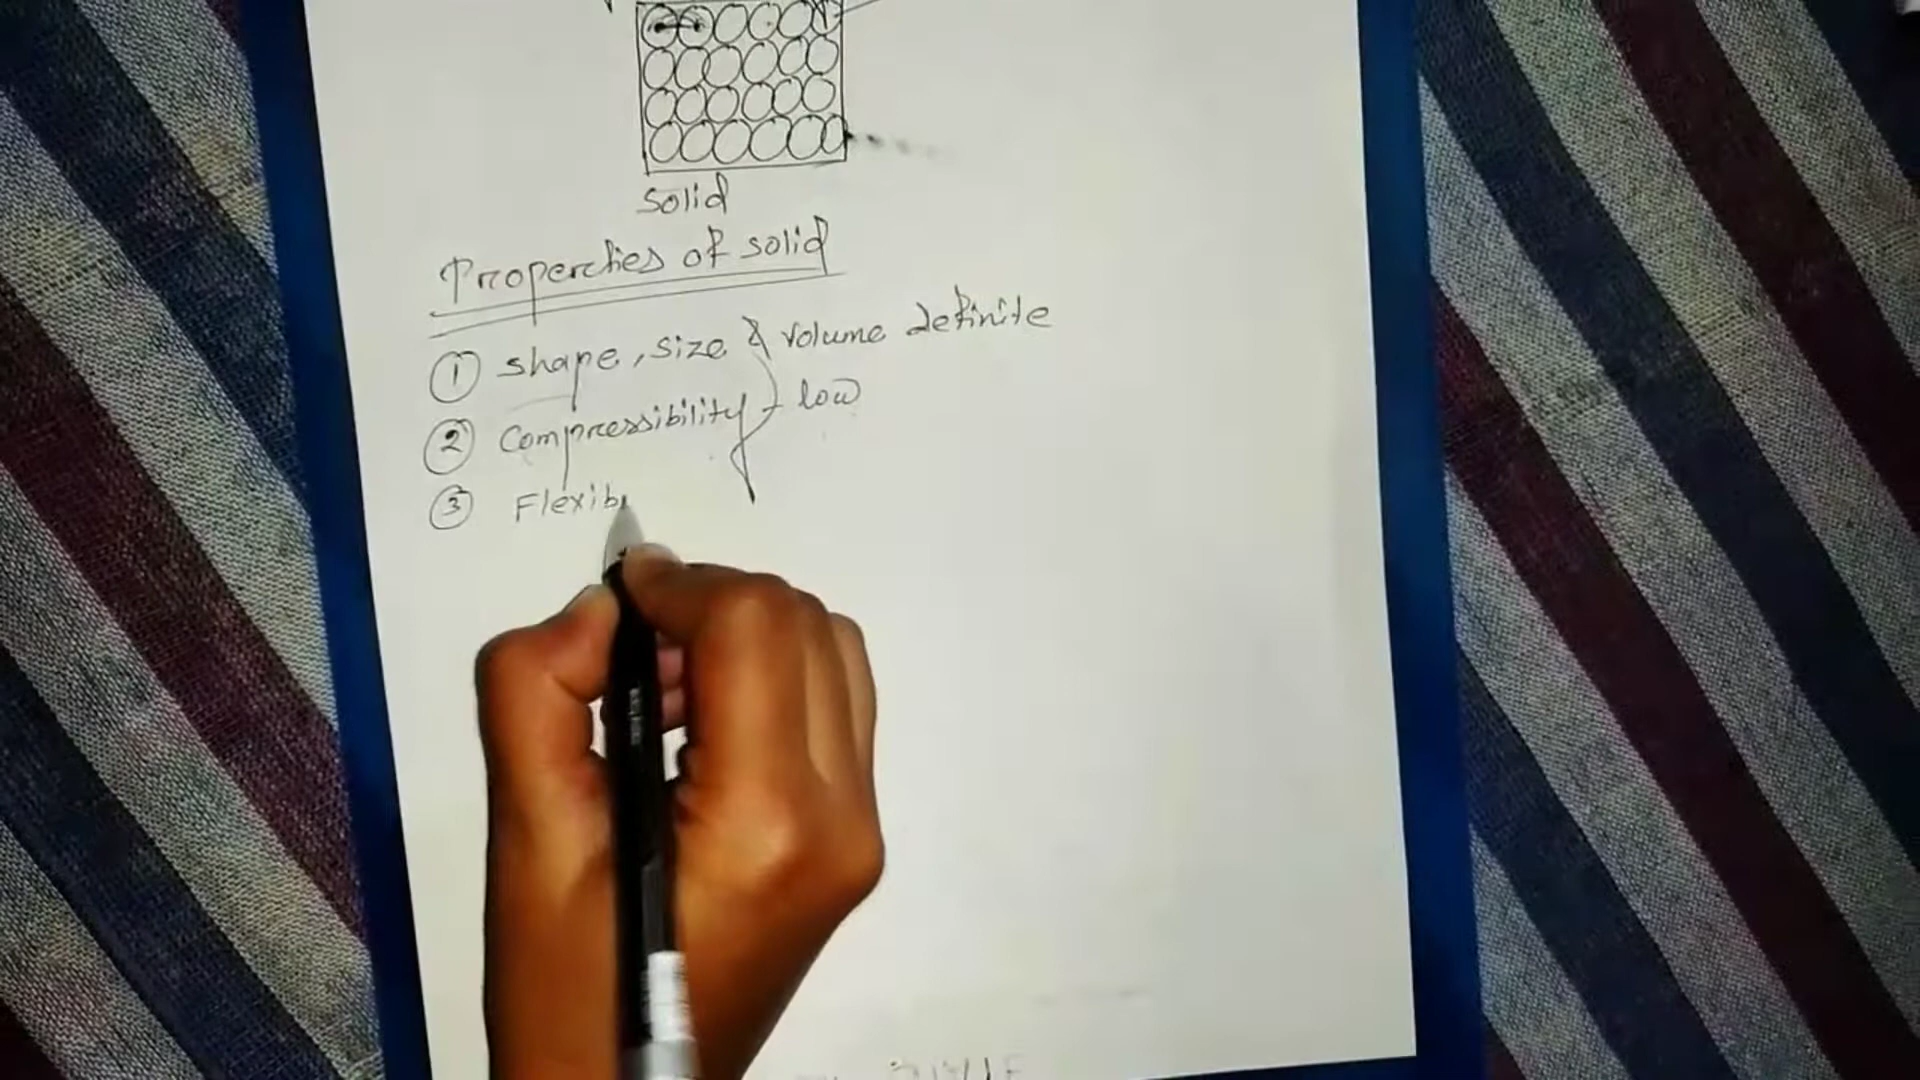 Solid
Properties of solid
① shape, size & volume definite
② Compressibility - low
③ Flexib